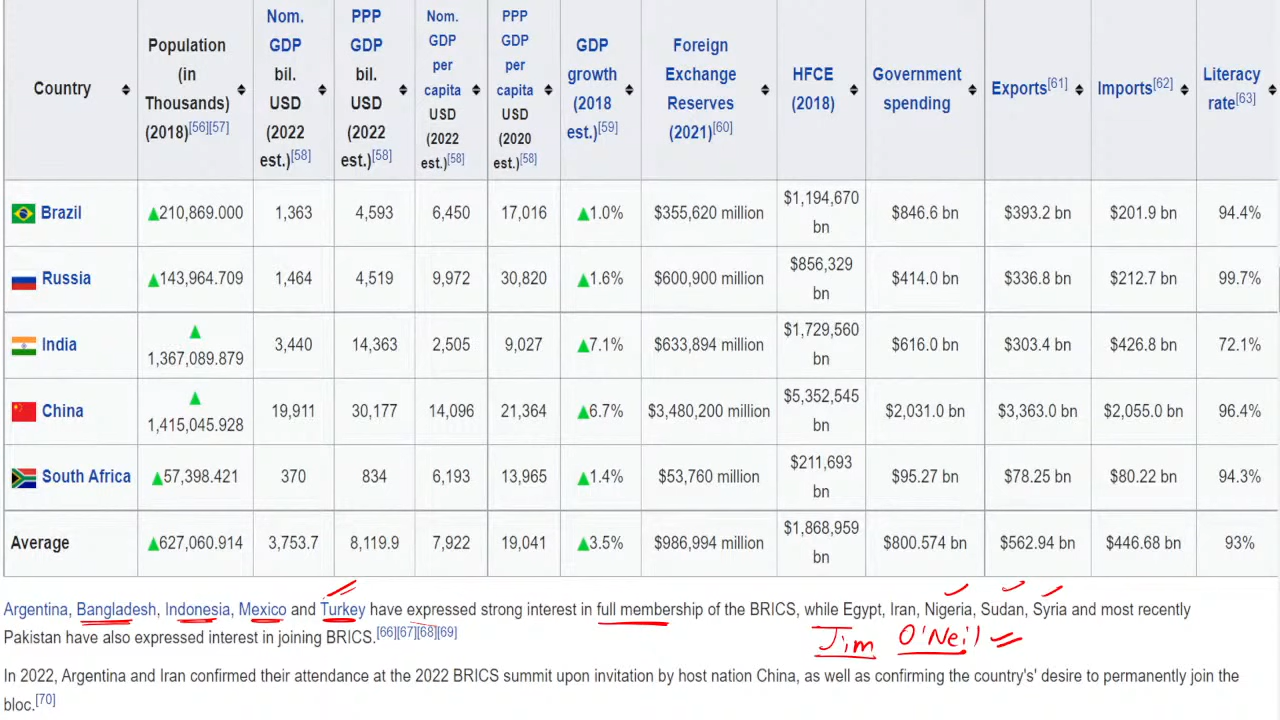 Country Population (in Thousands) (2018)[56][57] Nom. GDP bil. USD (2022 est.)[58] PPP GDP bil. USD (2022 est.)[58] Nom. GDP per capita USD (2022 est.)[58] PPP GDP per capita USD (2020 est.)[58] GDP growth (2018 est.)[59] Foreign Exchange Reserves (2021)[60] HFCE (2018) Government spending Exports[61] Imports[62] Literacy rate[63]
Brazil ▲210,869.000 1,363 4,593 6,450 17,016 ▲1.0% $355,620 million $1,194,670 bn $846.6 bn $393.2 bn $201.9 bn 94.4%
Russia ▲143,964.709 1,464 4,519 9,972 30,820 ▲1.6% $600,900 million $856,329 bn $414.0 bn $336.8 bn $212.7 bn 99.7%
India ▲ 1,367,089.879 3,440 14,363 2,505 9,027 ▲7.1% $633,894 million $1,729,560 bn $616.0 bn $303.4 bn $426.8 bn 72.1%
China ▲ 1,415,045.928 19,911 30,177 14,096 21,364 ▲6.7% $3,480,200 million $5,352,545 bn $2,031.0 bn $3,363.0 bn $2,055.0 bn 96.4%
South Africa ▲57,398.421 370 834 6,193 13,965 ▲1.4% $53,760 million $211,693 bn $95.27 bn $78.25 bn $80.22 bn 94.3%
Average ▲627,060.914 3,753.7 8,119.9 7,922 19,041 ▲3.5% $986,994 million $1,868,959 bn $800.574 bn $562.94 bn $446.68 bn 93%
Argentina, Bangladesh, Indonesia, Mexico and Turkey have expressed strong interest in full membership of the BRICS, while Egypt, Iran, Nigeria, Sudan, Syria and most recently
Pakistan have also expressed interest in joining BRICS.[66][67][68][69]
Jim O'Neil
In 2022, Argentina and Iran confirmed their attendance at the 2022 BRICS summit upon invitation by host nation China, as well as confirming the country's' desire to permanently join the
bloc.[70]